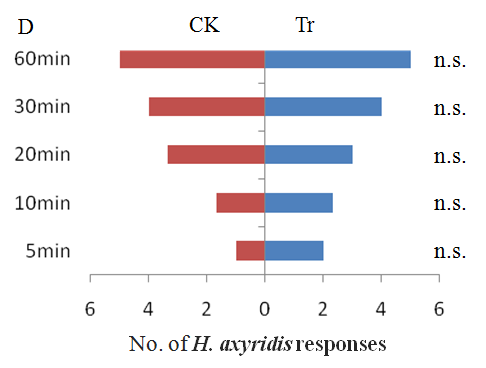 D CK Tr
60min n.s.
30min n.s.
20min n.s.
10min n.s.
5min n.s.
6 4 2 0 2 4 6
No. of H. axyridis responses